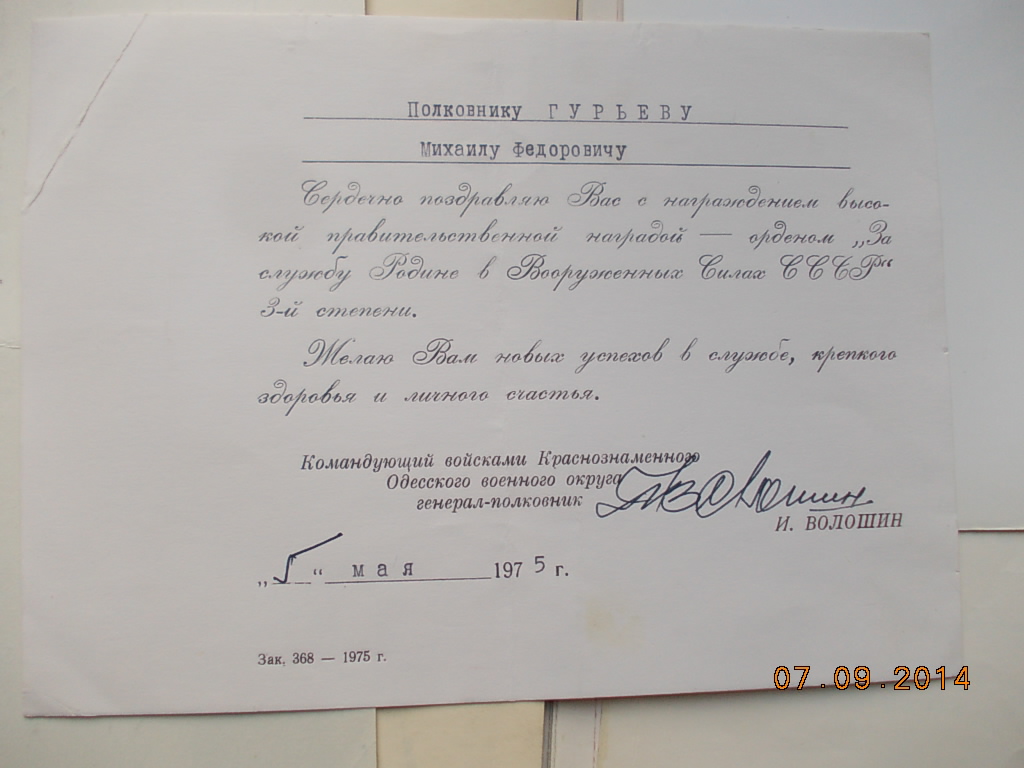 Полковнику ГУРЬЕВУ
Михаилу Федоровичу
Сердечно поздравляю Вас с награждением высо-
кой правительственной наградой — орденом „За
службу Родине в Вооруженных Силах СССР“
3-й степени.
Желаю Вам новых успехов в службе, крепкого
здоровья и личного счастья.
Командующий войсками Краснознаменного
Одесского военного округа
генерал-полковник
И. Волошин
И. ВОЛОШИН
„5“ мая 1975 г.
Зак. 368 — 1975 г.
07.09.2014